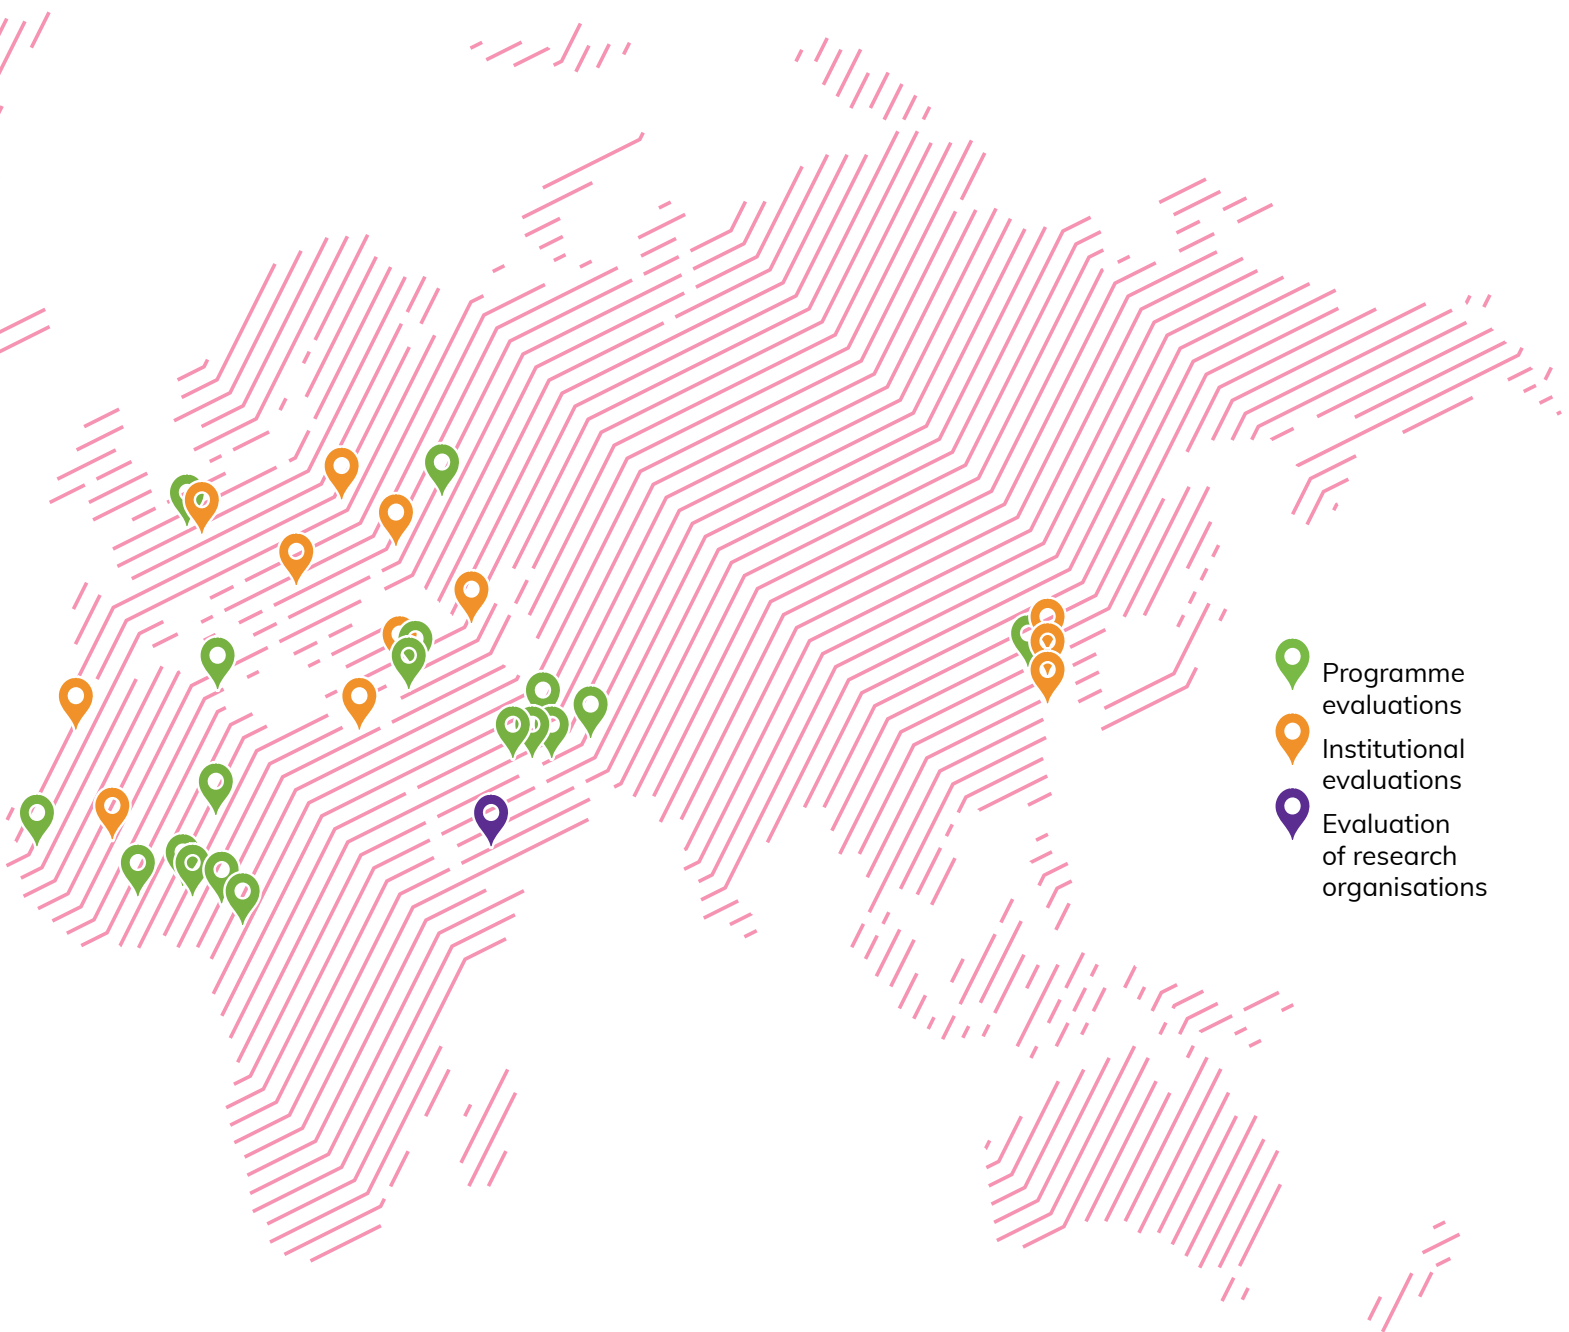 Programme
evaluations
Institutional
evaluations
Evaluation
of research
organisations